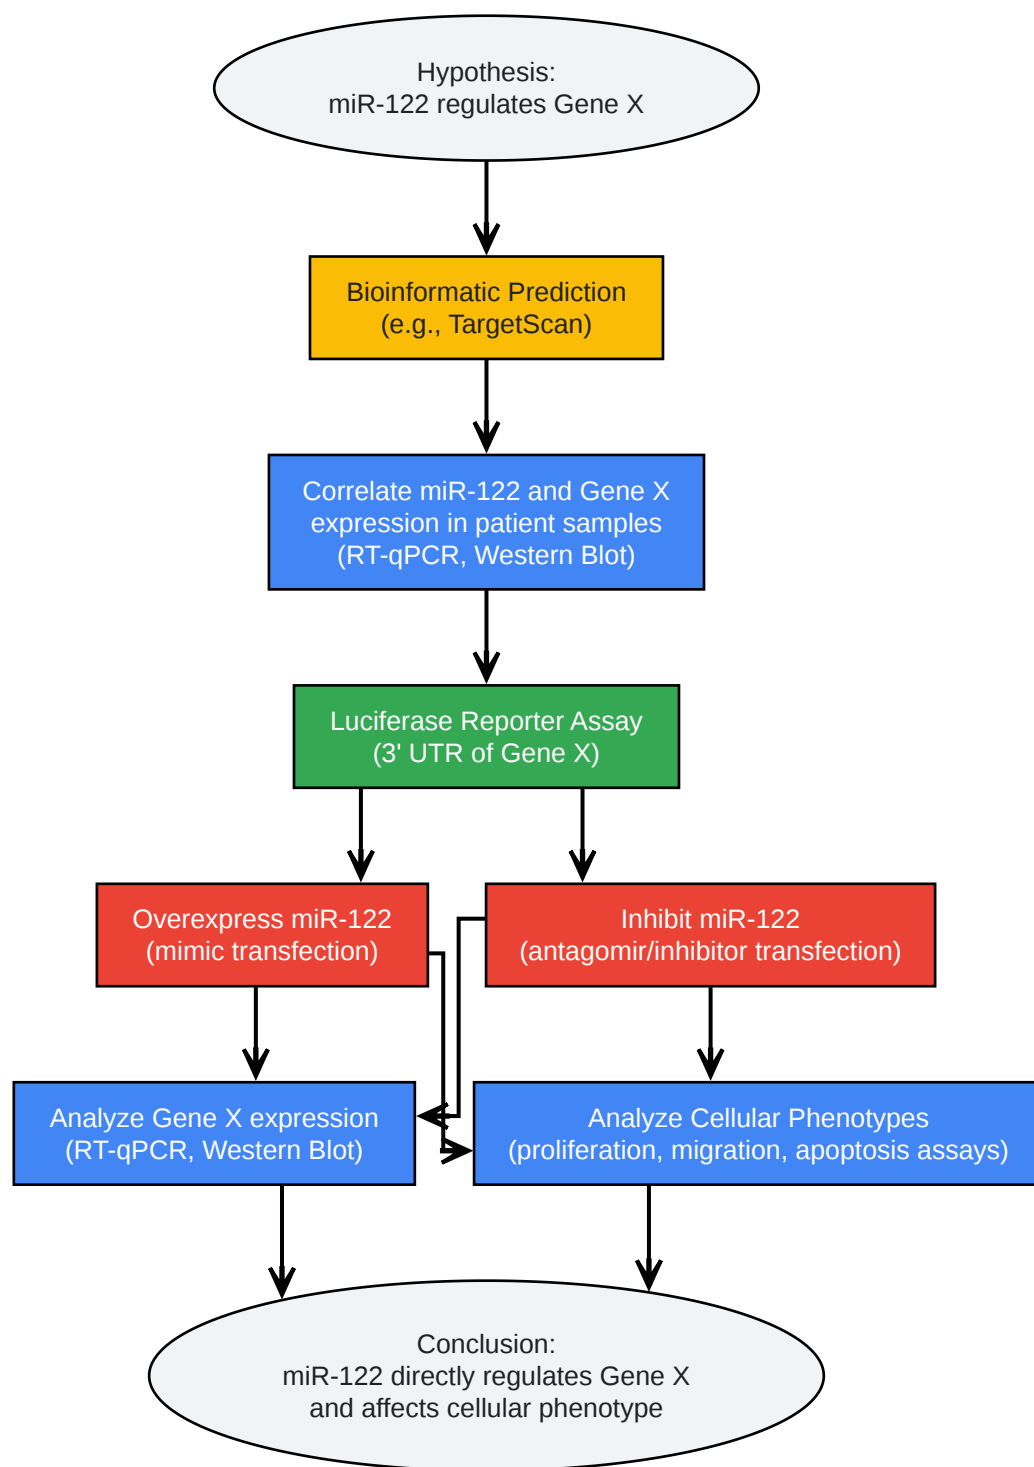 Hypothesis:
miR-122 regulates Gene X
Bioinformatic Prediction
(e.g., TargetScan)
Correlate miR-122 and Gene X
expression in patient samples
(RT-qPCR, Western Blot)
Luciferase Reporter Assay
(3' UTR of Gene X)
Overexpress miR-122
(mimic transfection)
Inhibit miR-122
(antagomir/inhibitor transfection)
Analyze Gene X expression
(RT-qPCR, Western Blot)
Analyze Cellular Phenotypes
(proliferation, migration, apoptosis assays)
Conclusion:
miR-122 directly regulates Gene X
and affects cellular phenotype